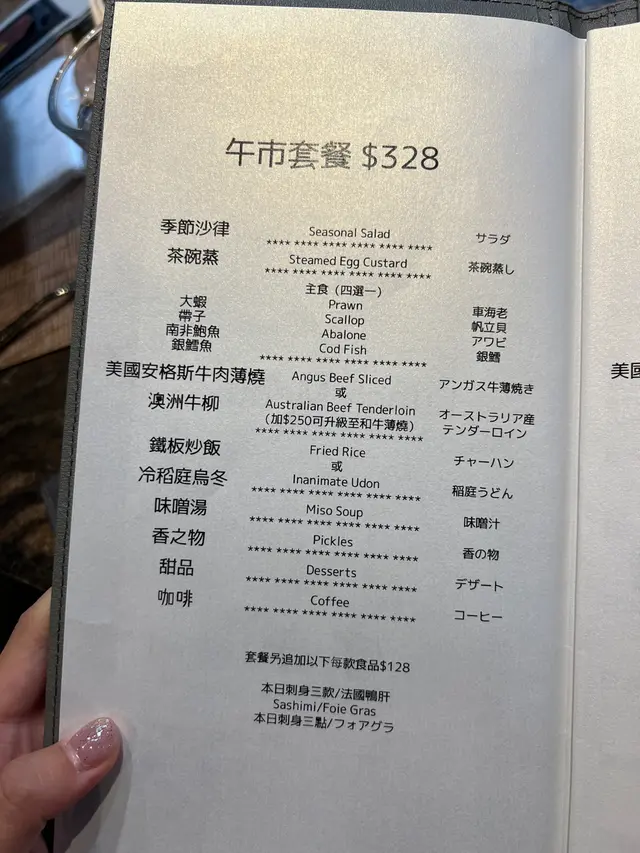 午市套餐 $328
季節沙律 Seasonal Salad サラダ
**** **** **** **** **** ****
茶碗蒸 Steamed Egg Custard 茶碗蒸し
**** **** **** **** **** ****
主食（四選一）
大蝦 Prawn 車海老
帶子 Scallop 帆立貝
南非鮑魚 Abalone アワビ
銀鱈魚 Cod Fish 銀鱈
**** **** **** **** **** ****
美國安格斯牛肉薄燒 Angus Beef Sliced アンガス牛薄焼き
或
澳洲牛柳 Australian Beef Tenderloin オーストラリア産
（加$250可升級至和牛薄燒） テンダーロイン
**** **** **** **** **** ****
鐵板炒飯 Fried Rice チャーハン
或
冷稻庭烏冬 Inanimate Udon 稲庭うどん
**** **** **** **** **** ****
味噌湯 Miso Soup 味噌汁
**** **** **** **** **** ****
香之物 Pickles 香の物
**** **** **** **** **** ****
甜品 Desserts デザート
**** **** **** **** **** ****
咖啡 Coffee コーヒー
**** **** **** **** **** ****
套餐另追加以下每款食品$128
本日刺身三款/法國鴨肝
Sashimi/Foie Gras
本日刺身三點/フォアグラ
美國